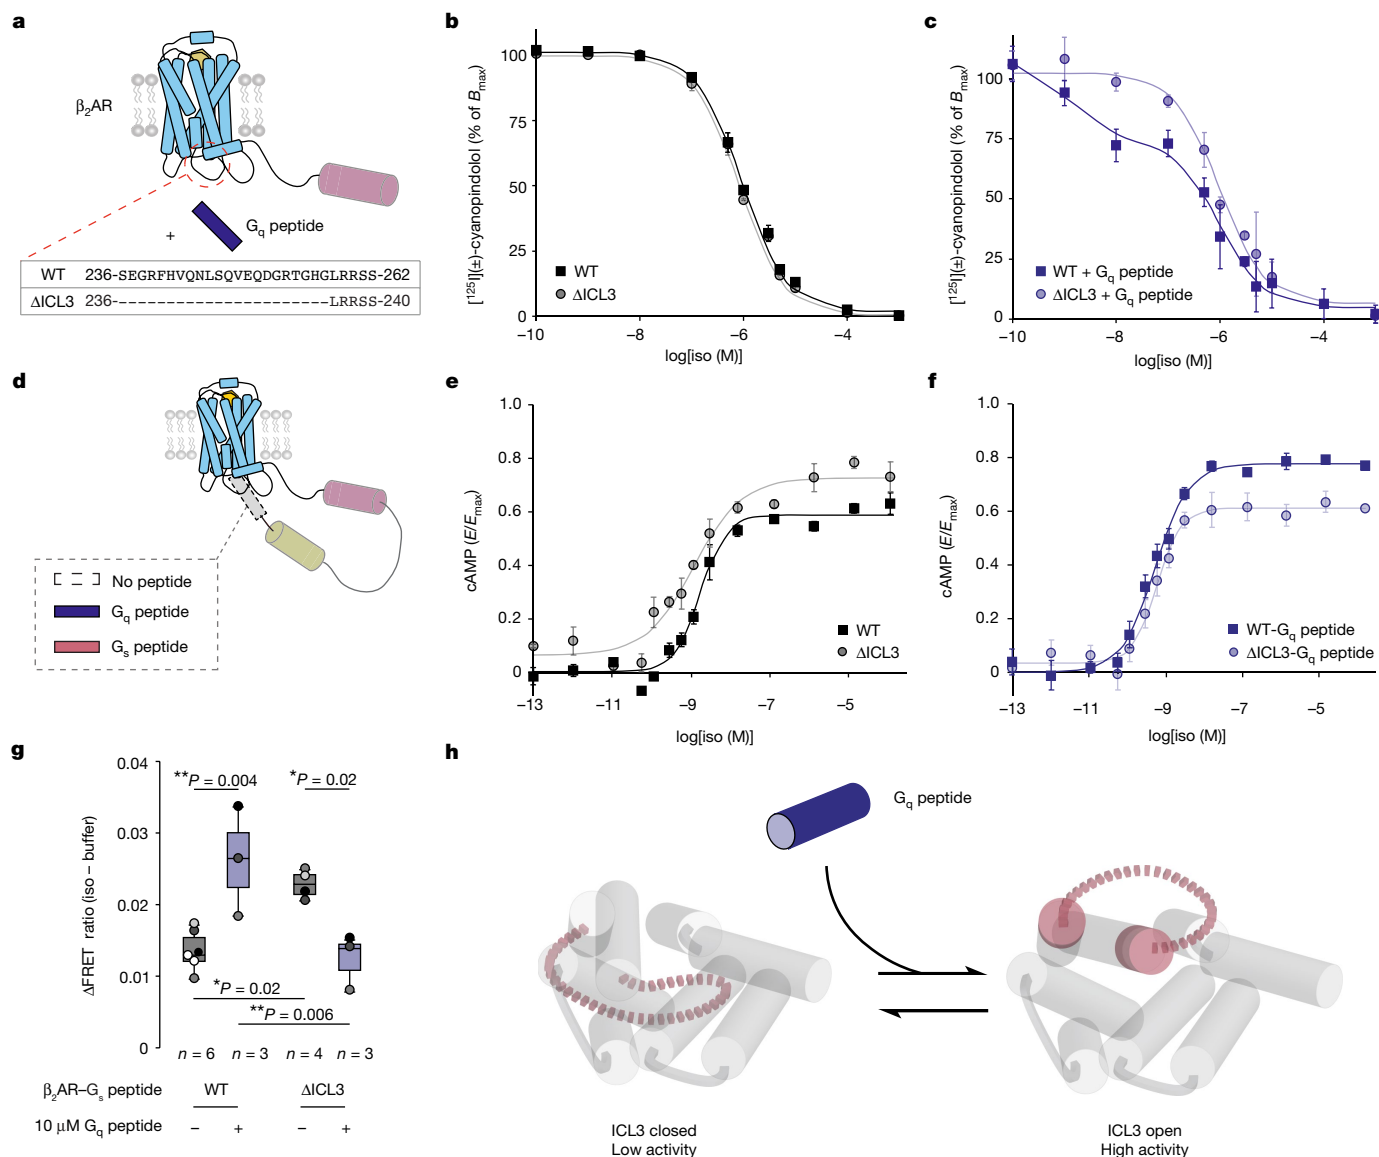 a
β2AR
+
Gq peptide
WT 236-SEGRFHVQNLSQVEQDGRTGHGLRRSS-262
ΔICL3 236-----------------------LRRSS-240
b
[125I](±)-cyanopindolol (% of Bmax)
100
75
50
25
0
WT
ΔICL3
−10 −8 −6 −4
log[iso (M)]
c
[125I](±)-cyanopindolol (% of Bmax)
100
75
50
25
0
WT + Gq peptide
ΔICL3 + Gq peptide
−10 −8 −6 −4
log[iso (M)]
d
No peptide
Gq peptide
Gs peptide
e
cAMP (E/Emax)
1.0
0.8
0.6
0.4
0.2
0
WT
ΔICL3
−13 −11 −9 −7 −5
log[iso (M)]
f
cAMP (E/Emax)
1.0
0.8
0.6
0.4
0.2
0
WT-Gq peptide
ΔICL3-Gq peptide
−13 −11 −9 −7 −5
log[iso (M)]
g
ΔFRET ratio (iso – buffer)
0.04
0.03
0.02
0.01
0
**P = 0.004
*P = 0.02
*P = 0.02
**P = 0.006
n = 6 n = 3 n = 4 n = 3
β2AR–Gs peptide WT ΔICL3
10 μM Gq peptide − + − +
h
Gq peptide
ICL3 closed
Low activity
ICL3 open
High activity